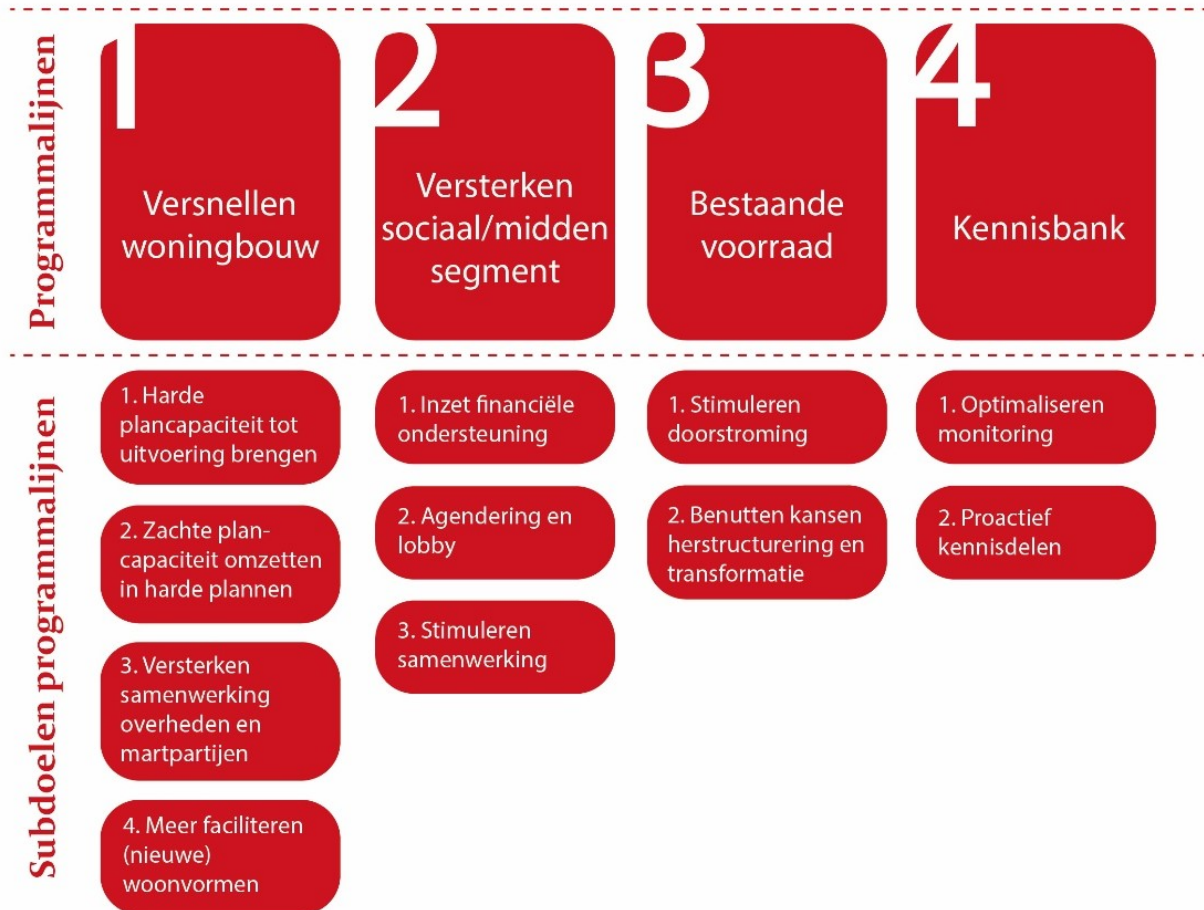 Programmalijnen
1
Versnellen
woningbouw
2
Versterken
sociaal/midden
segment
3
Bestaande
voorraad
4
Kennisbank
Subdoelen programmalijnen
1. Harde
plancapaciteit tot
uitvoering brengen
2. Zachte plan-
capaciteit omzetten
in harde plannen
3. Versterken
samenwerking
overheden en
martpartijen
4. Meer faciliteren
(nieuwe)
woonvormen
1. Inzet financiële
ondersteuning
2. Agendering en
lobby
3. Stimuleren
samenwerking
1. Stimuleren
doorstroming
2. Benutten kansen
herstructurering en
transformatie
1. Optimaliseren
monitoring
2. Proactief
kennisdelen